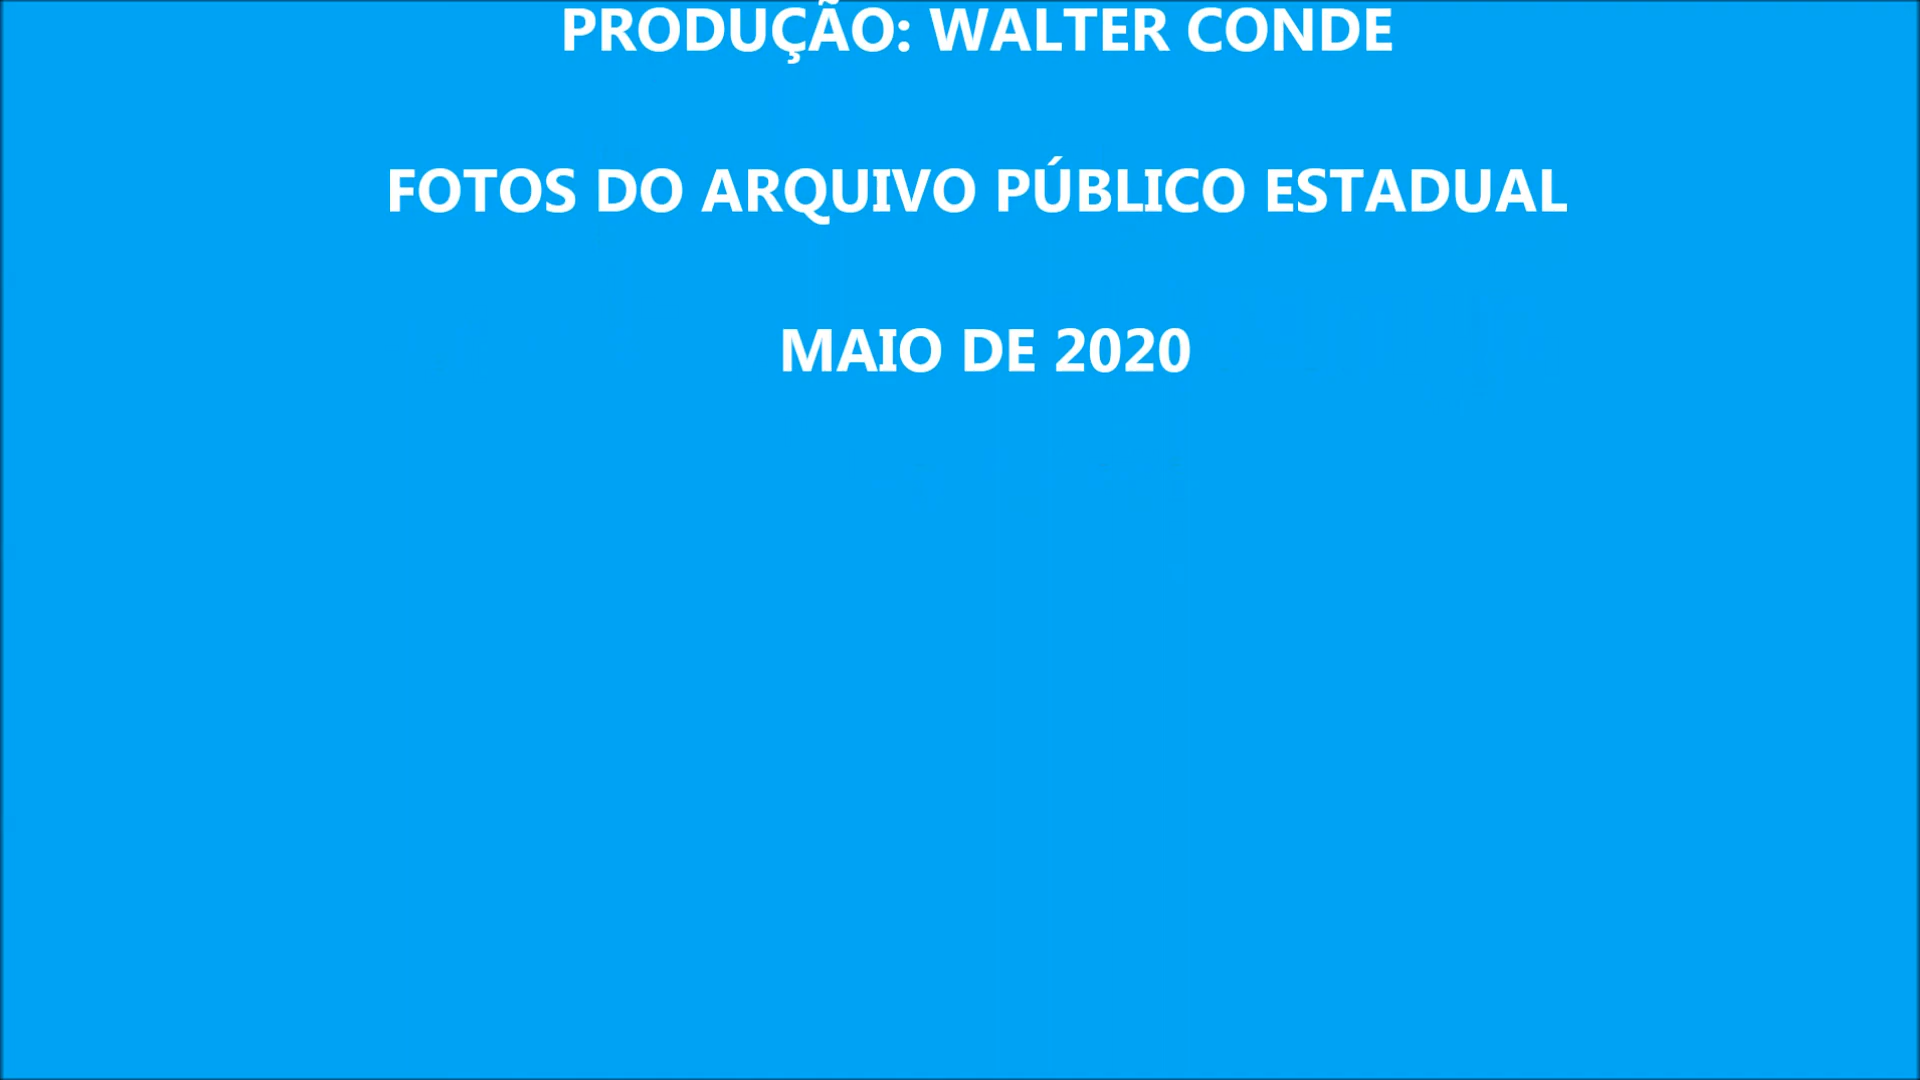 PRODUÇÃO: WALTER CONDE
FOTOS DO ARQUIVO PÚBLICO ESTADUAL
MAIO DE 2020